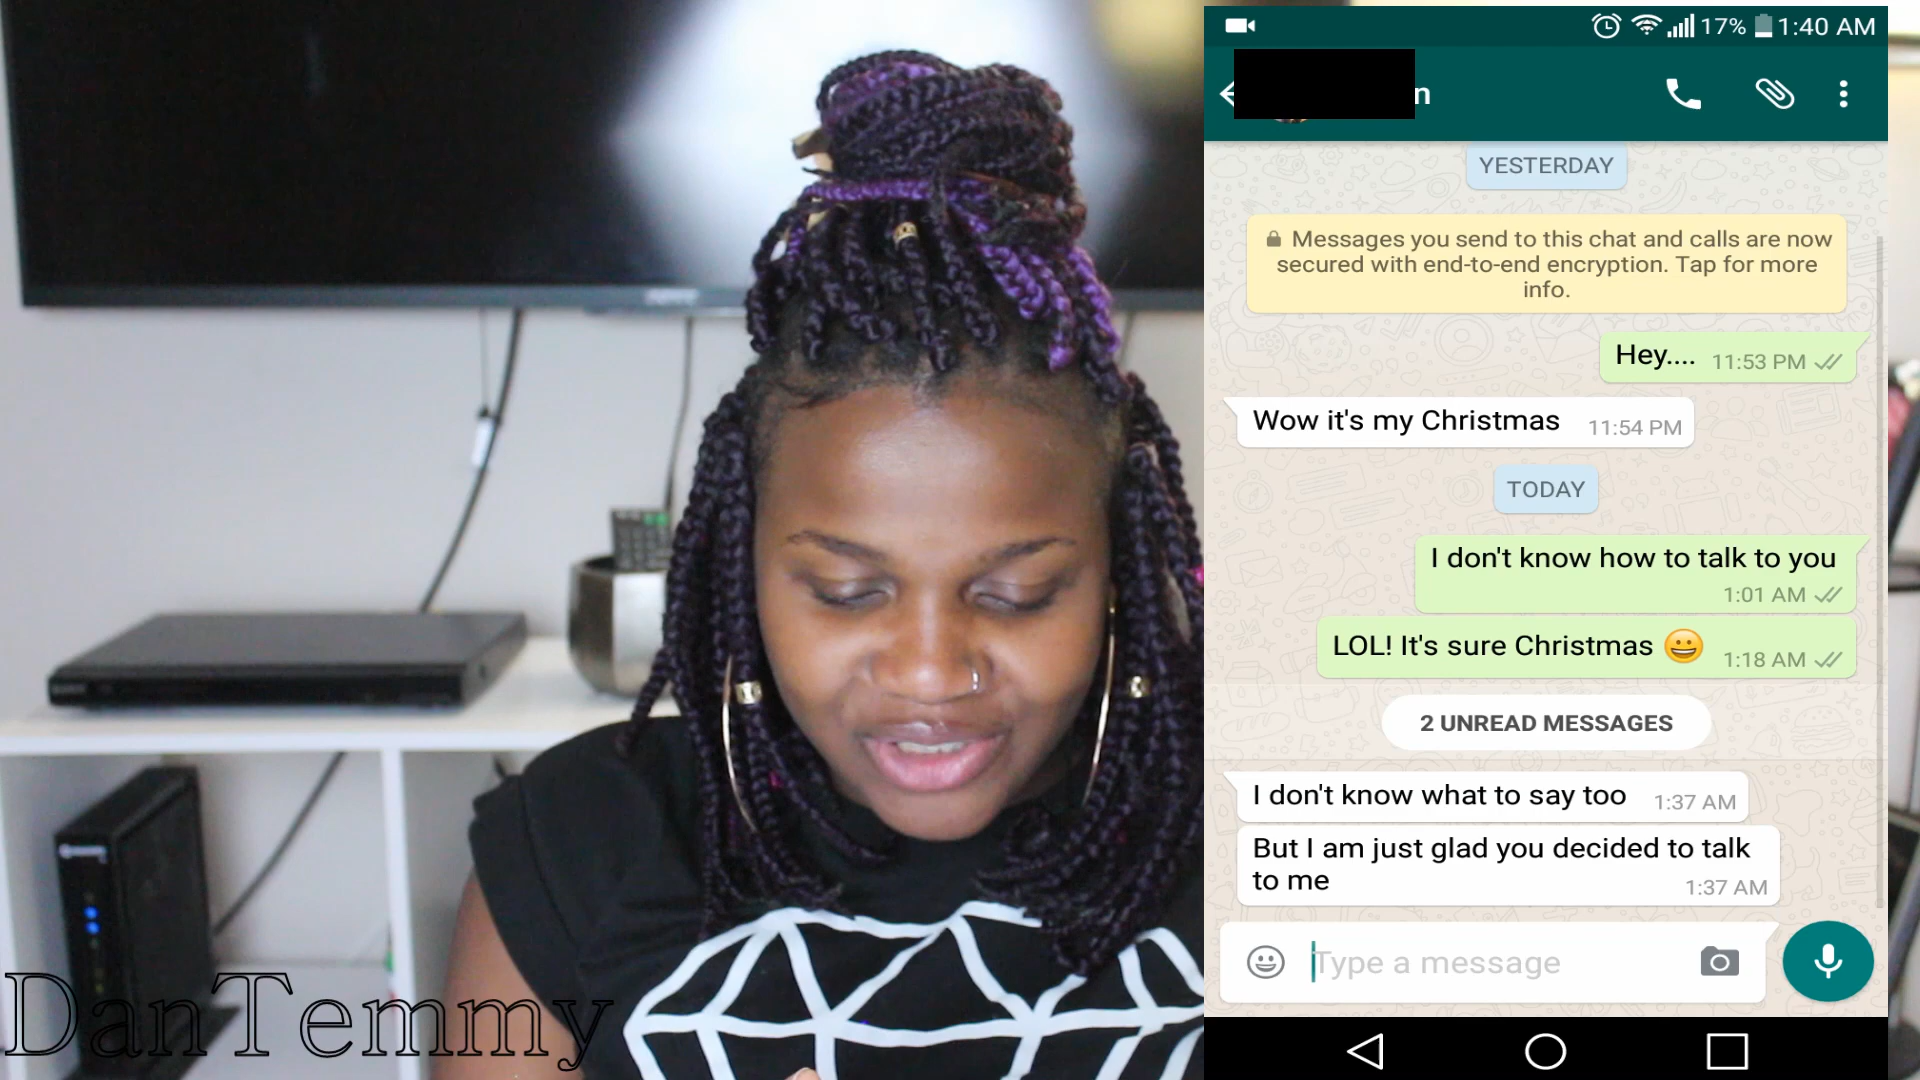 17% 1:40 AM
n
YESTERDAY
Messages you send to this chat and calls are now
secured with end-to-end encryption. Tap for more
info.
Hey.... 11:53 PM
Wow it's my Christmas 11:54 PM
TODAY
I don't know how to talk to you
1:01 AM
LOL! It's sure Christmas 😀 1:18 AM
2 UNREAD MESSAGES
I don't know what to say too 1:37 AM
But I am just glad you decided to talk
to me 1:37 AM
Type a message
DanTemmy